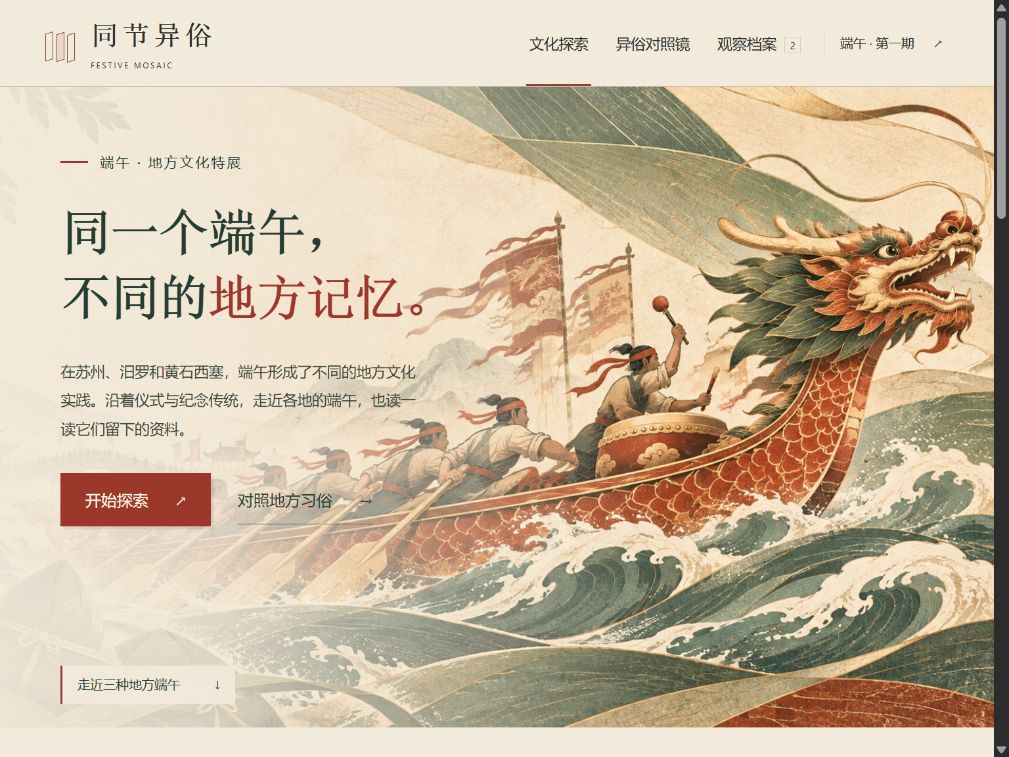 同节异俗
FESTIVE MOSAIC
文化探索
异俗对照镜
观察档案 2
端午 · 第一期 ↗
端午 · 地方文化特展
同一个端午，
不同的地方记忆。
在苏州、汨罗和黄石西塞，端午形成了不同的地方文化
实践。沿着仪式与纪念传统，走近各地的端午，也读一
读它们留下的资料。
开始探索 ↗
对照地方习俗 →
走近三种地方端午 ↓